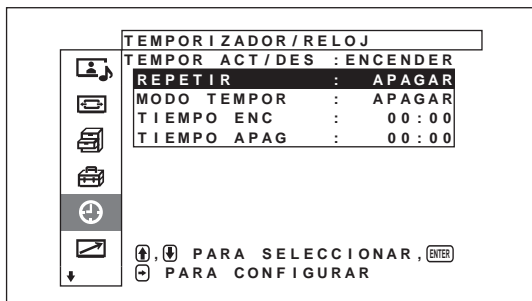 TEMPORIZADOR/RELOJ
TEMPOR ACT/DES :ENCENDER
REPETIR : APAGAR
MODO TEMPOR : APAGAR
TIEMPO ENC : 00:00
TIEMPO APAG : 00:00
, PARA SELECCIONAR, ENTER
PARA CONFIGURAR